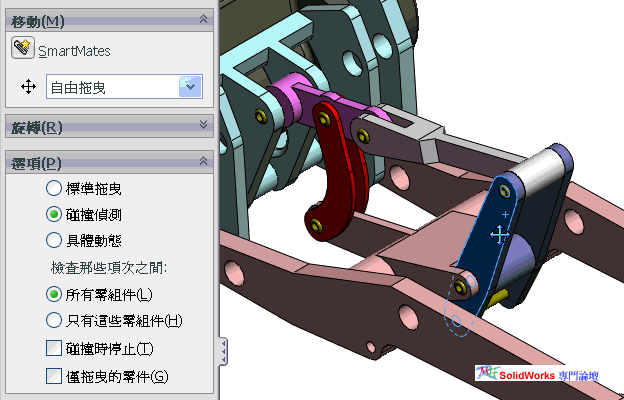 移動(M)
SmartMates
自由拖曳
旋轉(R)
選項(P)
標準拖曳
碰撞偵測
具體動態
檢查那些項次之間:
所有零組件(L)
只有這些零組件(H)
碰撞時停止(T)
僅拖曳的零件(G)
SolidWorks 專門論壇